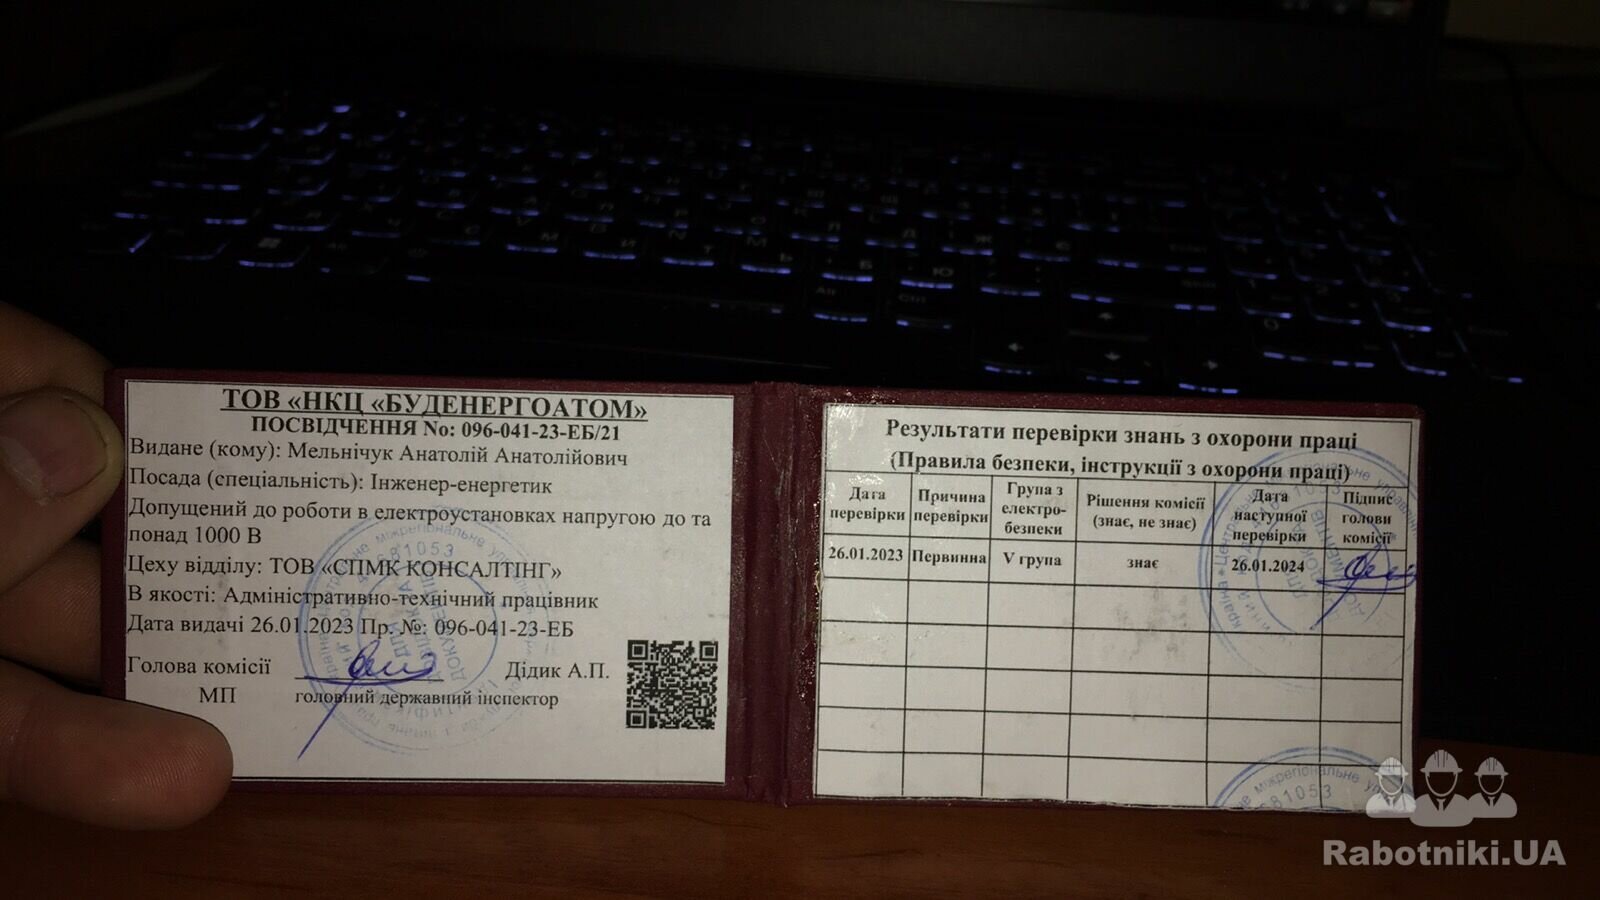 ТОВ «НКЦ «БУДЕНЕРГОАТОМ»
ПОСВІДЧЕННЯ No: 096-041-23-ЕБ/21
Видане (кому): Мельнічук Анатолій Анатолійович
Посада (спеціальність): Інженер-енергетик
Допущений до роботи в електроустановках напругою до та
понад 1000 В
Цеху відділу: ТОВ «СПМК КОНСАЛТІНГ»
В якості: Адміністративно-технічний працівник
Дата видачі 26.01.2023 Пр. №: 096-041-23-ЕБ
Голова комісії Дідик А.П.
МП головний державний інспектор
Результати перевірки знань з охорони праці
(Правила безпеки, інструкції з охорони праці)
Дата перевірки Причина перевірки Група з електро-безпеки Рішення комісії (знає, не знає) Дата наступної перевірки Підпис голови комісії
26.01.2023 Первинна V група знає 26.01.2024
міжрегіональне
681053
Rabotniki.UA